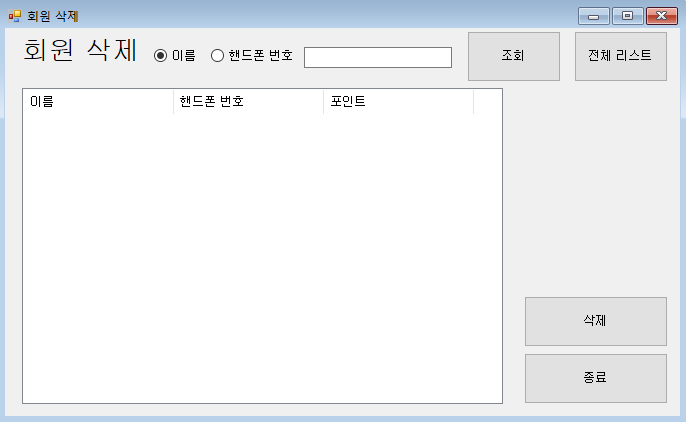 회원 삭제
회원 삭제 이름 핸드폰 번호 조회 전체 리스트
이름 핸드폰 번호 포인트
삭제
종료